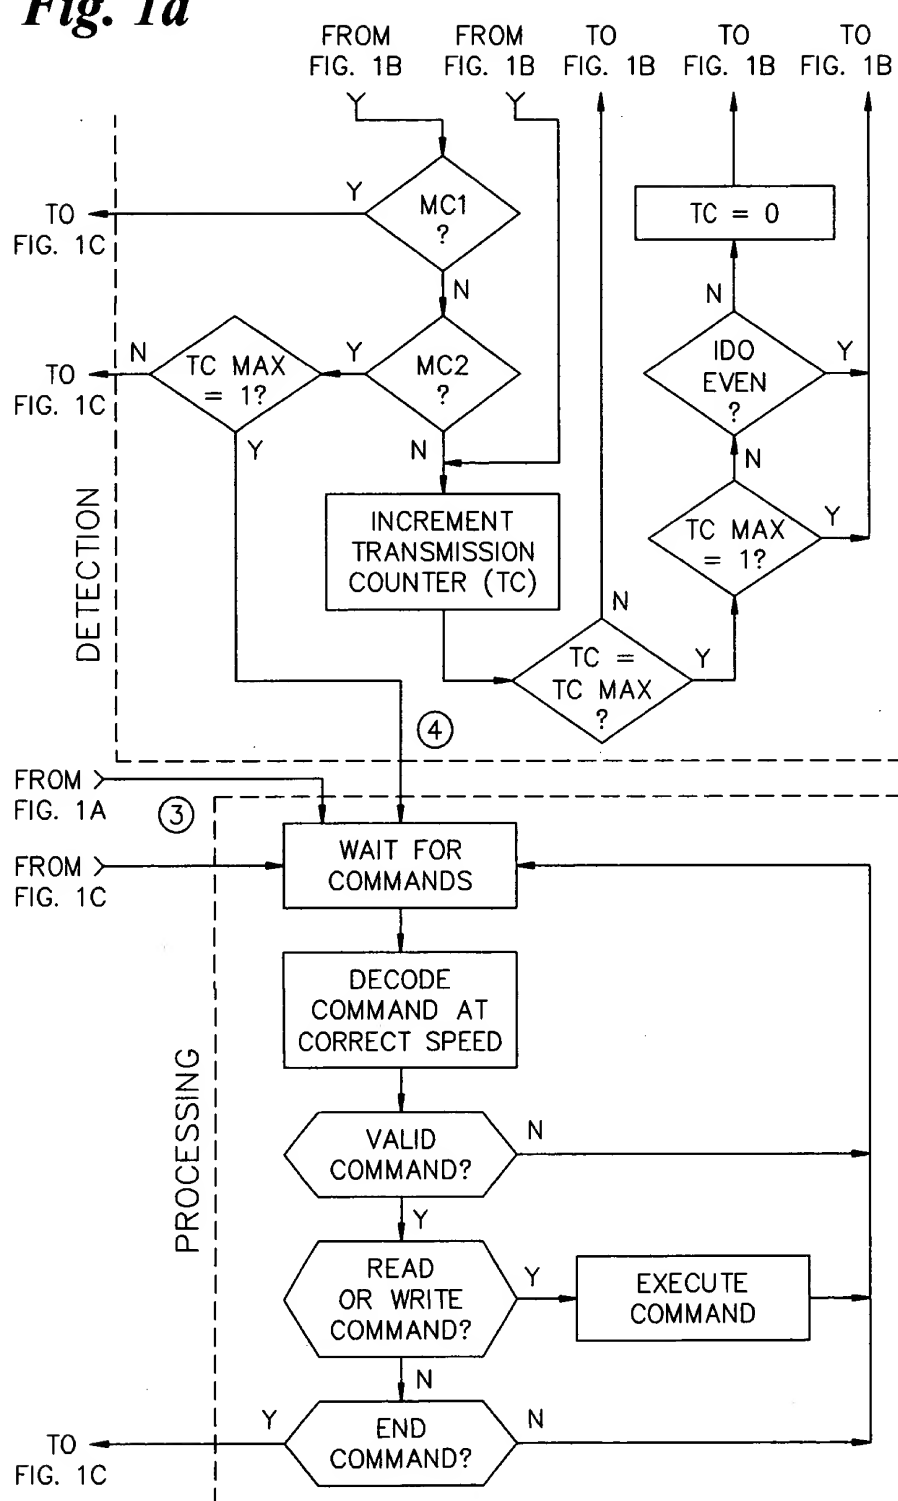 Fig. 1a
FROM
FIG. 1B
FROM
FIG. 1B
TO
FIG. 1B
TO
FIG. 1B
TO
FIG. 1B
Y
Y
MC1
?
Y
TO
FIG. 1C
N
MC2
?
Y
TC MAX
= 1?
N
TO
FIG. 1C
Y
N
INCREMENT
TRANSMISSION
COUNTER (TC)
TC =
TC MAX
?
N
Y
TC MAX
= 1?
Y
N
IDO
EVEN
?
Y
N
TC = 0
DETECTION
4
FROM
FIG. 1A
3
FROM
FIG. 1C
WAIT FOR
COMMANDS
DECODE
COMMAND AT
CORRECT SPEED
VALID
COMMAND?
N
Y
READ
OR WRITE
COMMAND?
Y
EXECUTE
COMMAND
N
END
COMMAND?
N
Y
TO
FIG. 1C
PROCESSING